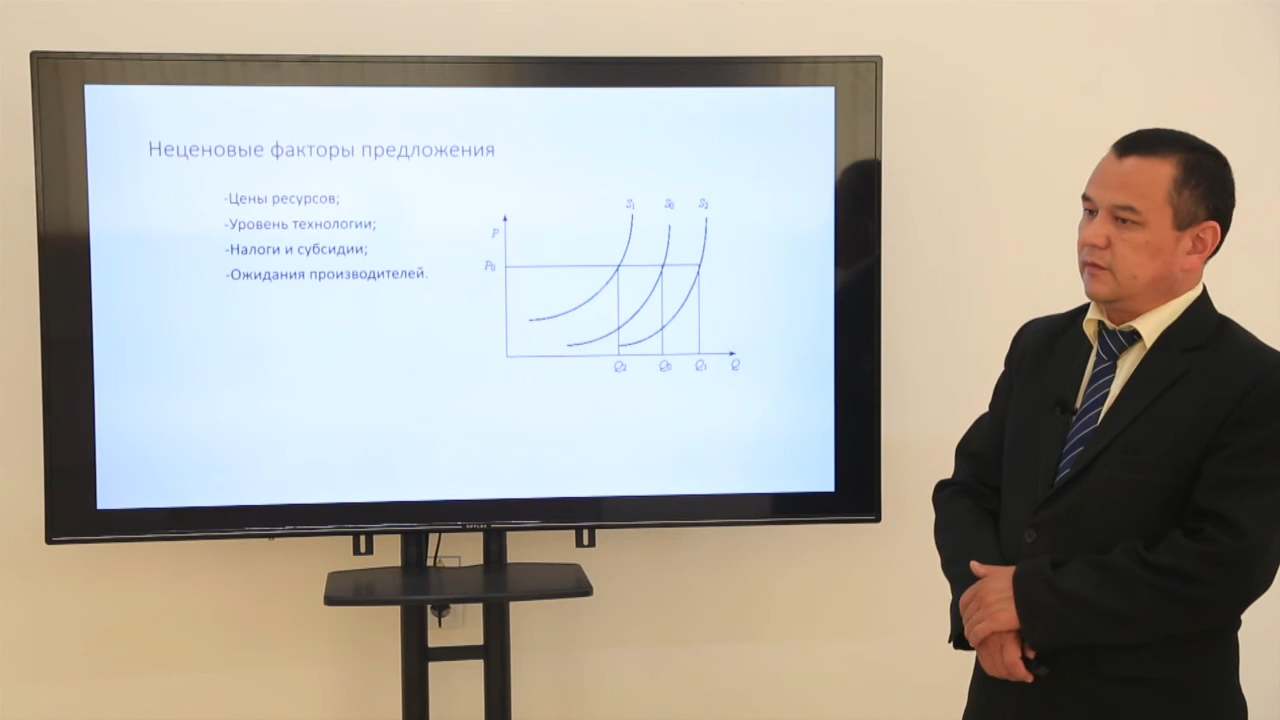 Неценовые факторы предложения
-Цены ресурсов;
-Уровень технологии;
-Налоги и субсидии;
-Ожидания производителей.
S₁ S₀ S₂
P
P₀
Q₂ Q₀ Q₁ Q